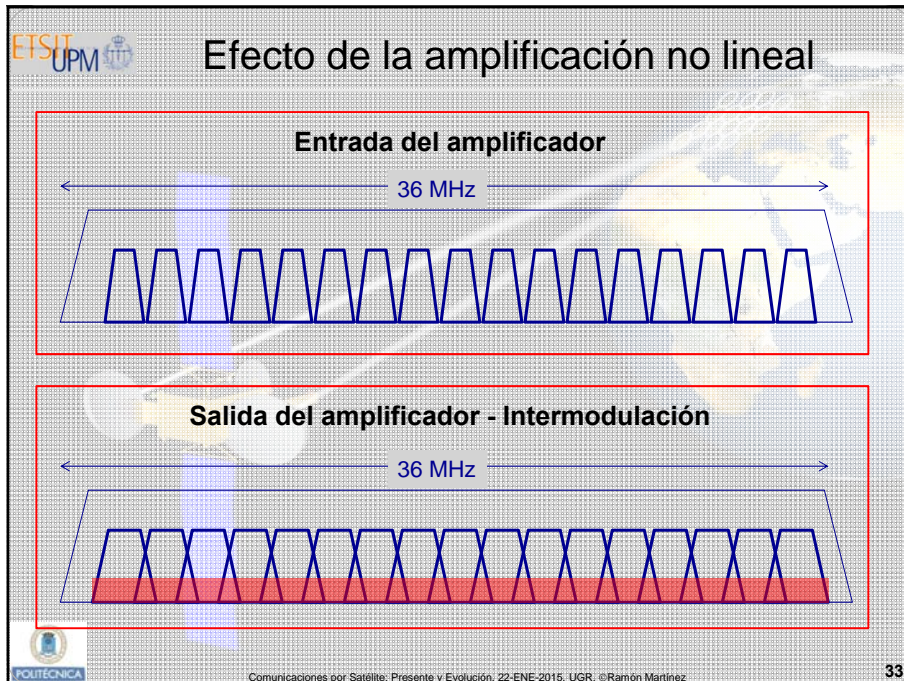 ETSIT
UPM
Efecto de la amplificación no lineal
Entrada del amplificador
36 MHz
Salida del amplificador - Intermodulación
36 MHz
POLITÉCNICA
Comunicaciones por Satélite: Presente y Evolución, 22-ENE-2015, UGR, ©Ramón Martínez
33